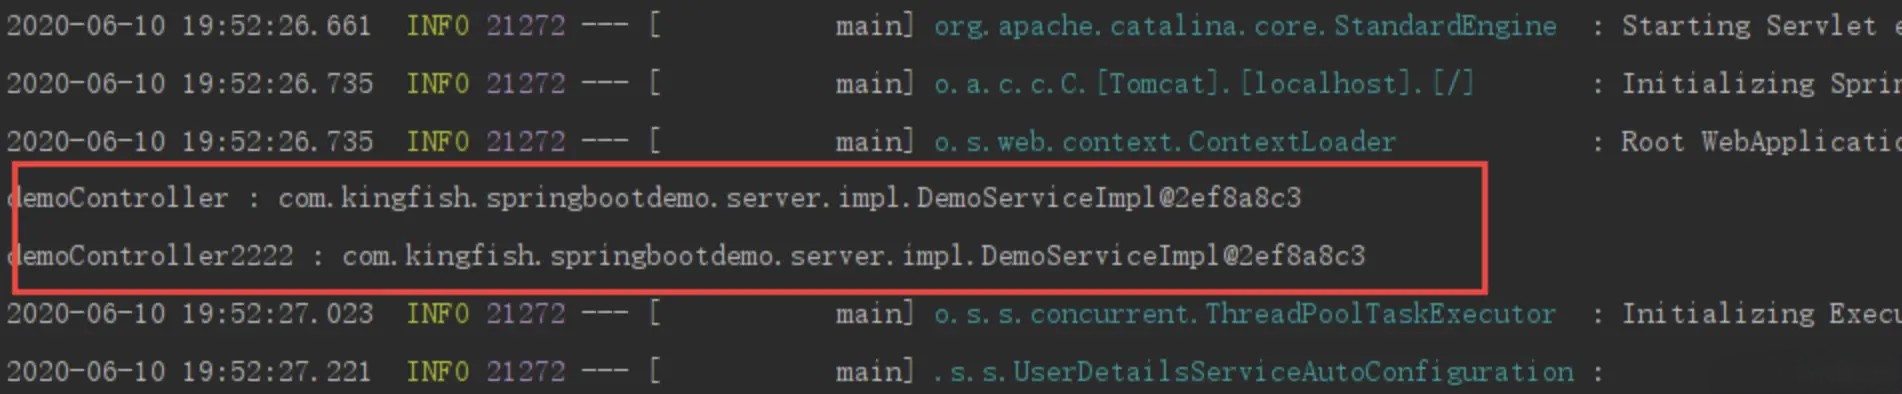 2020-06-10 19:52:26.661 INFO 21272 --- [ main] org.apache.catalina.core.StandardEngine : Starting Servlet e
2020-06-10 19:52:26.735 INFO 21272 --- [ main] o.a.c.c.C.[Tomcat].[localhost].[/] : Initializing Sprin
2020-06-10 19:52:26.735 INFO 21272 --- [ main] o.s.web.context.ContextLoader : Root WebApplicatio
demoController : com.kingfish.springbootdemo.server.impl.DemoServiceImpl@2ef8a8c3
demoController2222 : com.kingfish.springbootdemo.server.impl.DemoServiceImpl@2ef8a8c3
2020-06-10 19:52:27.023 INFO 21272 --- [ main] o.s.s.concurrent.ThreadPoolTaskExecutor : Initializing Execu
2020-06-10 19:52:27.221 INFO 21272 --- [ main] .s.s.UserDetailsServiceAutoConfiguration :